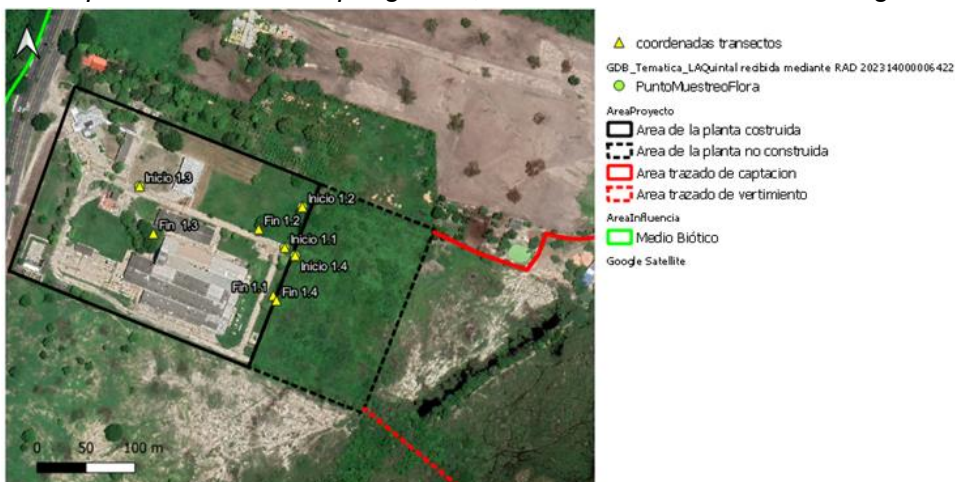 coordenadas transectos
GDB_Tematica_LAQuintal recibida mediante RAD 202314000006422
PuntoMuestreoFlora
AreaProyecto
Area de la planta costruida
Area de la planta no construida
Area trazado de captacion
Area trazado de vertimiento
AreaInfluencia
Medio Biótico
Google Satellite
Inicio 1.3
Inicio 1.2
Fin 1.3
Fin 1.2
Inicio 1.1
Inicio 1.4
Fin 1.1
Fin 1.4
0 50 100 m